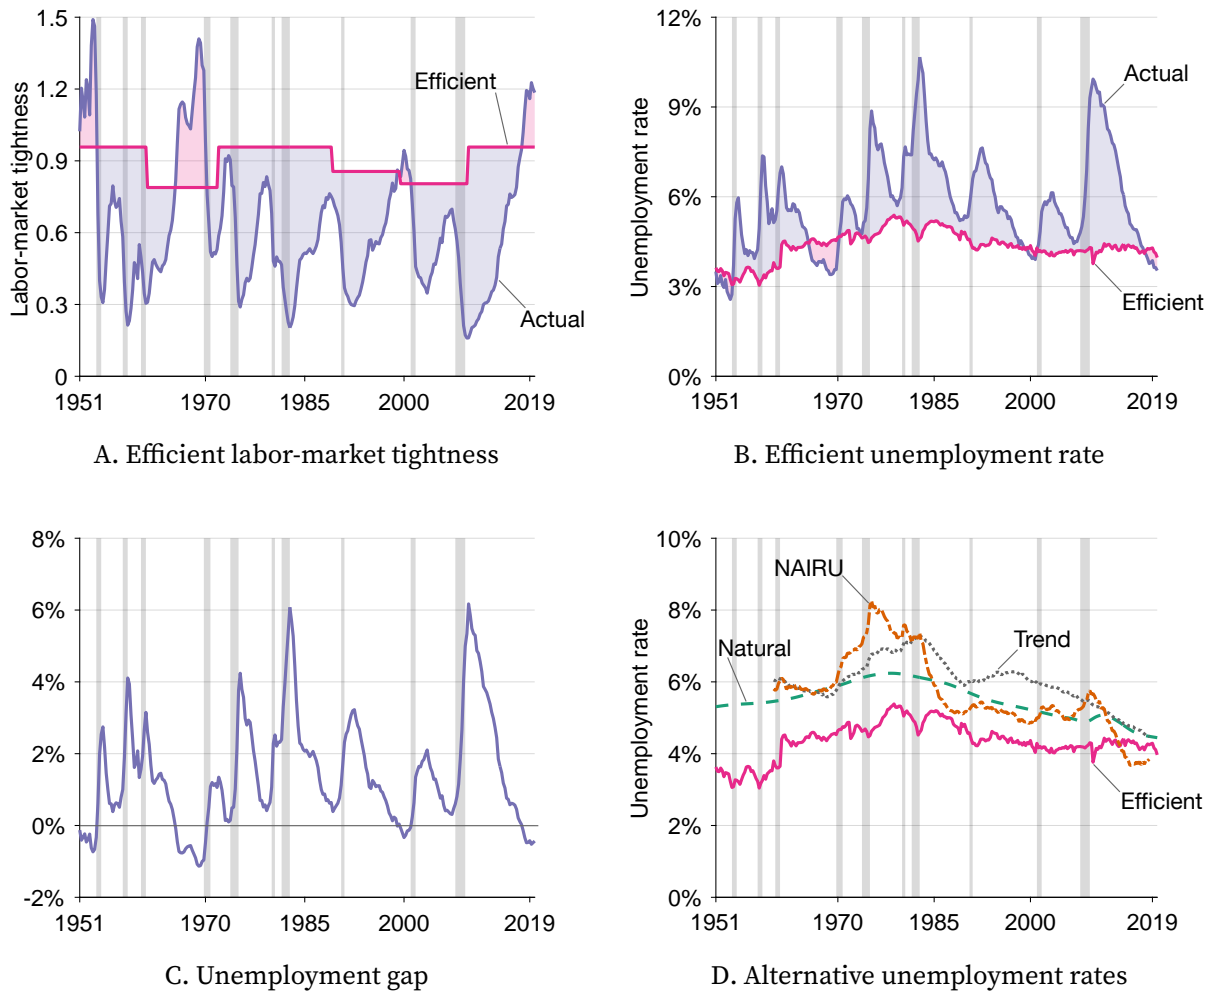 Labor-market tightness
1.5
1.2
0.9
0.6
0.3
0
Efficient
Actual
1951
1970
1985
2000
2019
A. Efficient labor-market tightness
Unemployment rate
12%
9%
6%
3%
0%
Actual
Efficient
1951
1970
1985
2000
2019
B. Efficient unemployment rate
8%
6%
4%
2%
0%
-2%
1951
1970
1985
2000
2019
C. Unemployment gap
Unemployment rate
10%
8%
6%
4%
2%
0%
NAIRU
Natural
Trend
Efficient
1951
1970
1985
2000
2019
D. Alternative unemployment rates